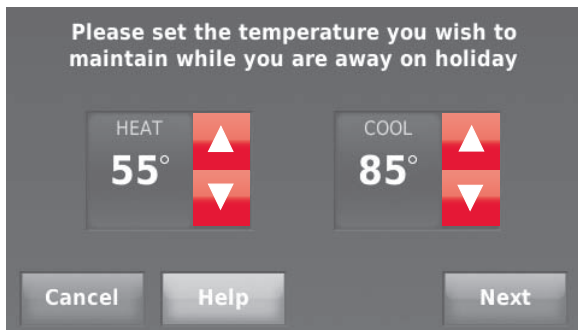 Please set the temperature you wish to
maintain while you are away on holiday
HEAT
55°
COOL
85°
Cancel
Help
Next